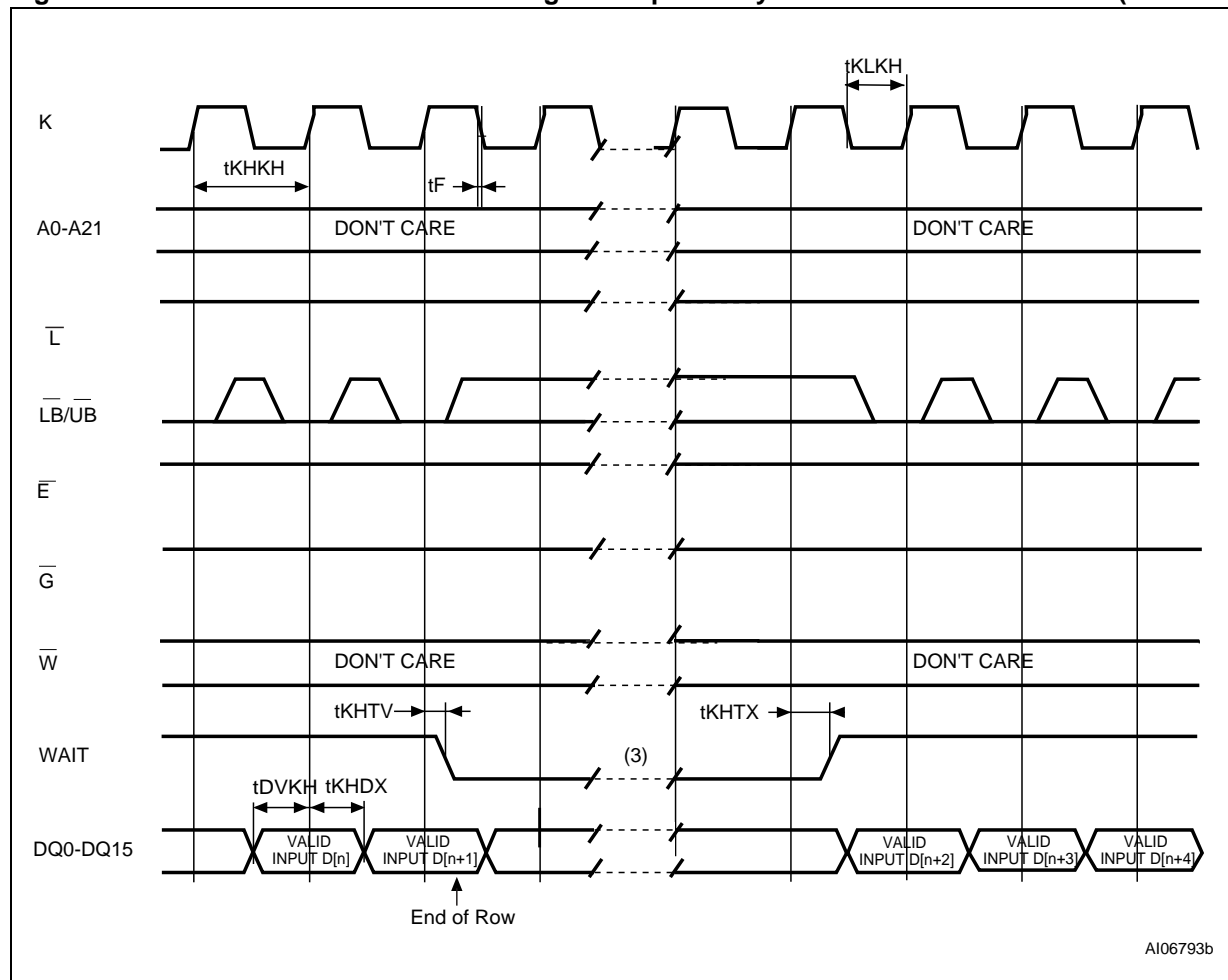 tKLKH
K
tKHKH
tF
A0-A21
DON'T CARE
DON'T CARE
L
LB/UB
E
G
W
DON'T CARE
DON'T CARE
tKHTV
tKHTX
WAIT
(3)
tDVKH
tKHDX
DQ0-DQ15
VALID
INPUT D[n]
VALID
INPUT D[n+1]
VALID
INPUT D[n+2]
VALID
INPUT D[n+3]
VALID
INPUT D[n+4]
End of Row
AI06793b